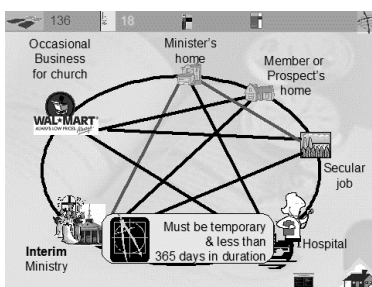 136
18
Occasional
Business
for church
Minister's
home
Member or
Prospect's
home
WAL★MART
ALWAYS LOW PRICES.
Secular
job
Must be temporary
& less than
365 days in duration
Hospital
Interim
Ministry